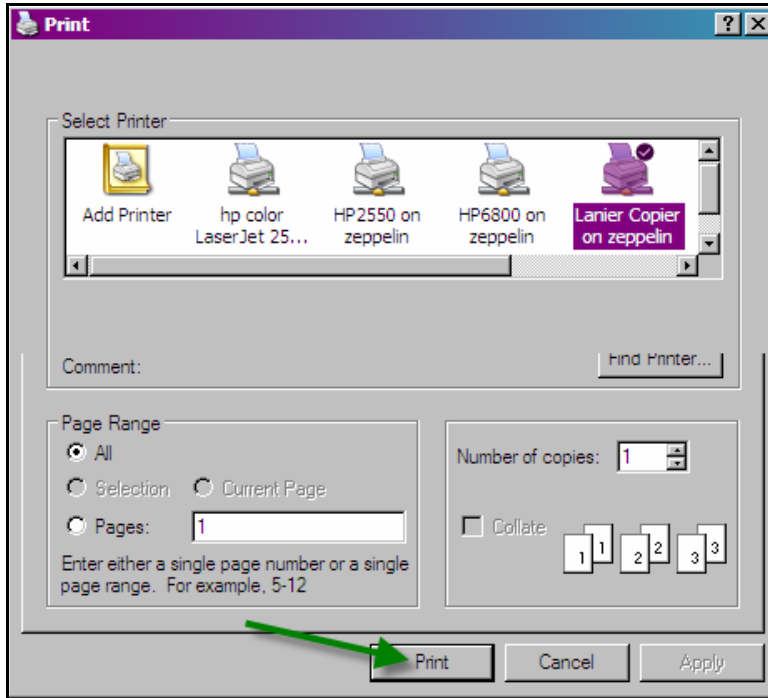 Print
Select Printer
Add Printer
hp color
LaserJet 25...
HP2550 on
zeppelin
HP6800 on
zeppelin
Lanier Copier
on zeppelin
Comment:
Find Printer...
Page Range
All
Selection
Current Page
Pages: 1
Enter either a single page number or a single
page range. For example, 5-12
Number of copies: 1
Collate
1 1 2 2 3 3
Print
Cancel
Apply